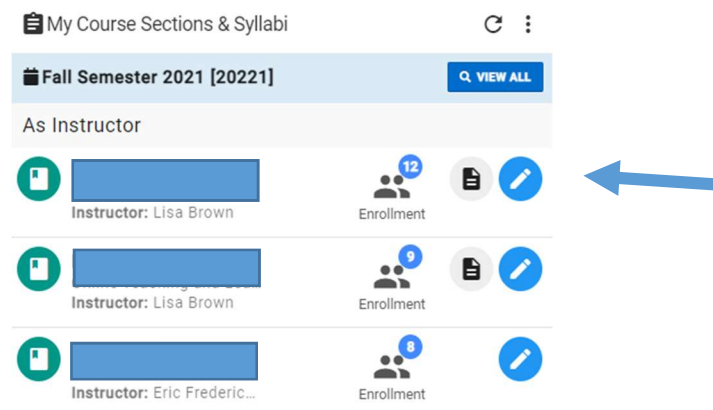 My Course Sections & Syllabi
Fall Semester 2021 [20221]
VIEW ALL
As Instructor
12
Instructor: Lisa Brown
Enrollment
9
Instructor: Lisa Brown
Enrollment
8
Instructor: Eric Frederic...
Enrollment